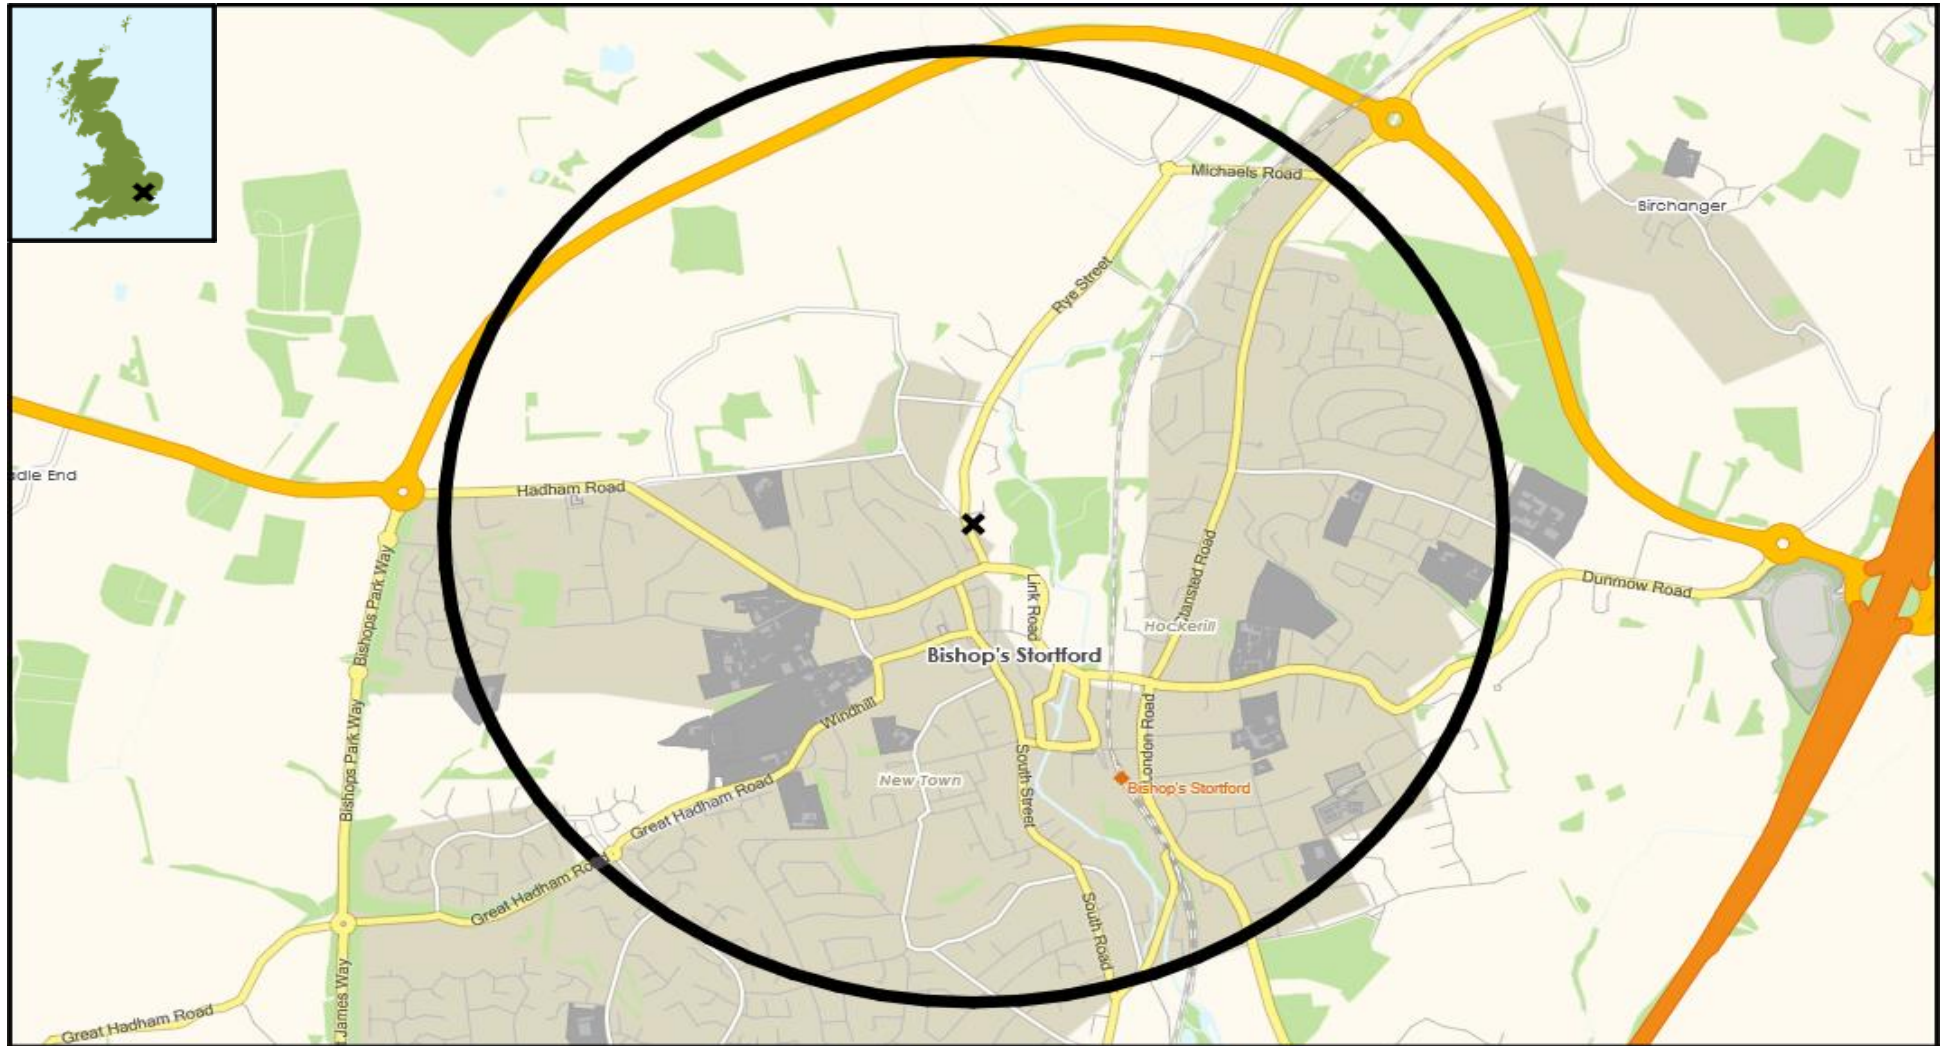 Michaels Road
Birchanger
Rye Street
Hadham Road
Bishops Park Way
Link Road
Stansted Road
Dunmow Road
Hockerill
Bishop's Stortford
Bishops Park Way
Windhill
London Road
New Town
South Street
Bishop's Stortford
Great Hadham Road
Great Hadham Road
South Road
James Way
Great Hadham Road
End